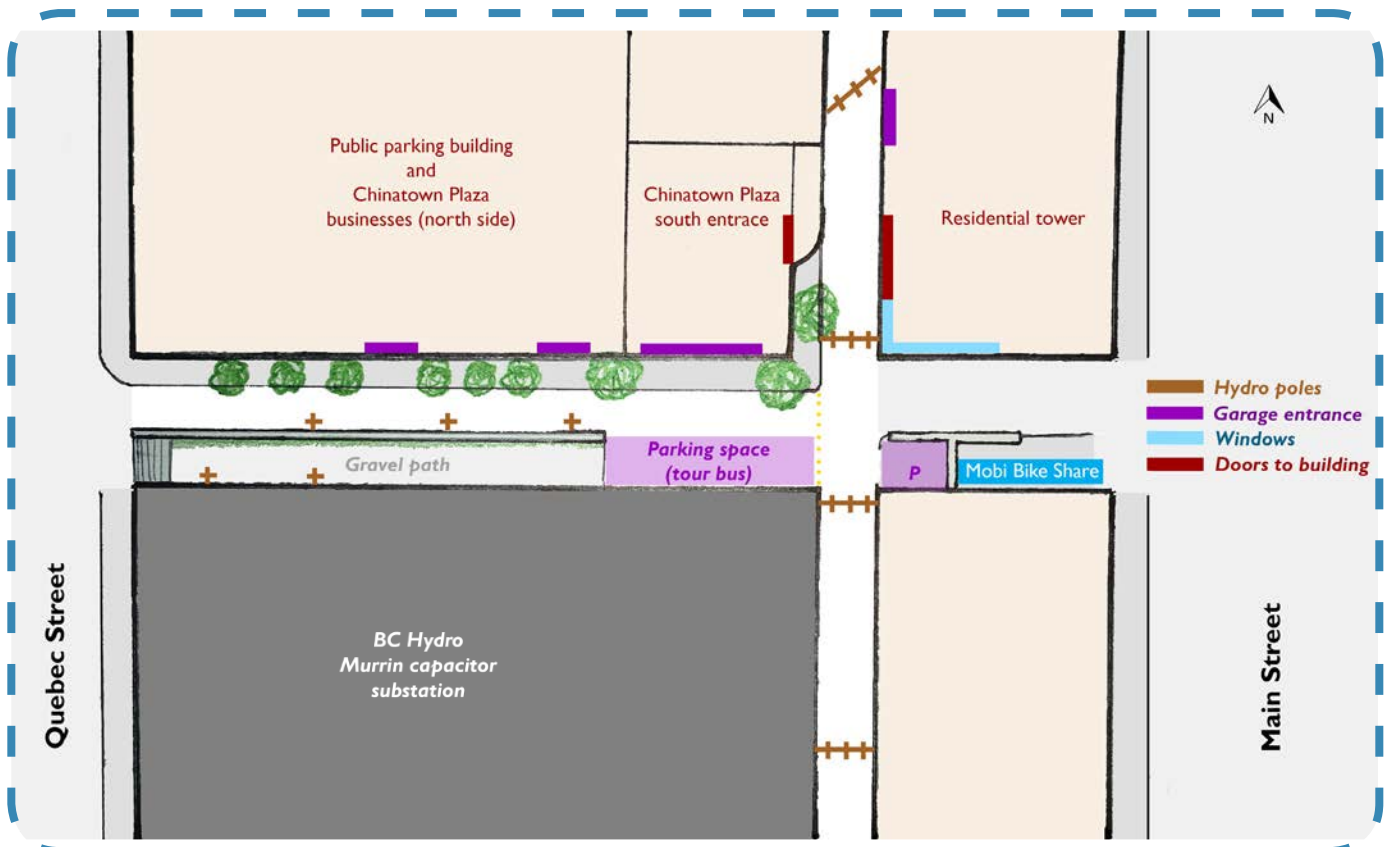 Public parking building
and
Chinatown Plaza
businesses (north side)
Chinatown Plaza
south entrace
Residential tower
N
Hydro poles
Garage entrance
Windows
Doors to building
Gravel path
Parking space
(tour bus)
P
Mobi Bike Share
BC Hydro
Murrin capacitor
substation
Quebec Street
Main Street